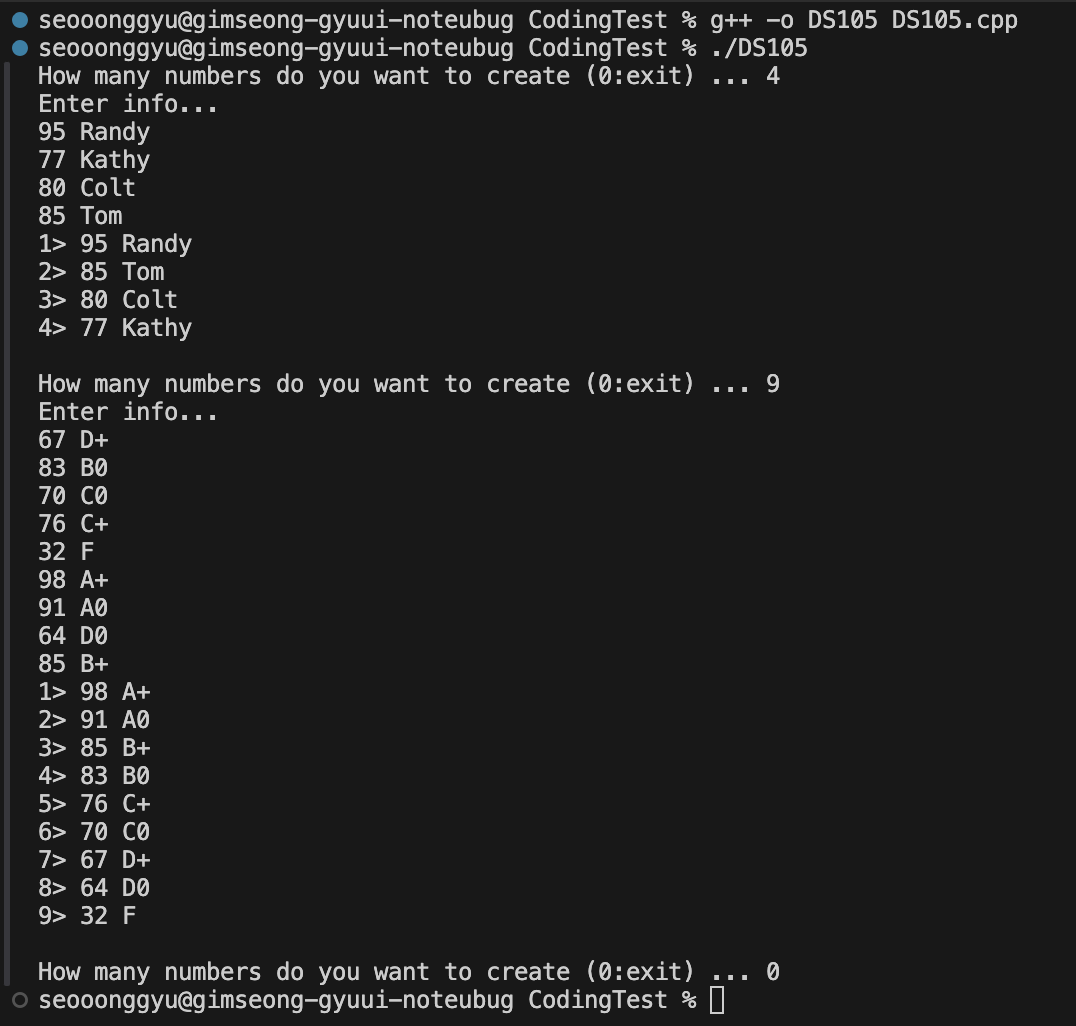 seooonggyu@gimseong-gyuui-noteubug CodingTest % g++ -o DS105 DS105.cpp
seooonggyu@gimseong-gyuui-noteubug CodingTest % ./DS105
How many numbers do you want to create (0:exit) ... 4
Enter info...
95 Randy
77 Kathy
80 Colt
85 Tom
1> 95 Randy
2> 85 Tom
3> 80 Colt
4> 77 Kathy
How many numbers do you want to create (0:exit) ... 9
Enter info...
67 D+
83 B0
70 C0
76 C+
32 F
98 A+
91 A0
64 D0
85 B+
1> 98 A+
2> 91 A0
3> 85 B+
4> 83 B0
5> 76 C+
6> 70 C0
7> 67 D+
8> 64 D0
9> 32 F
How many numbers do you want to create (0:exit) ... 0
seooonggyu@gimseong-gyuui-noteubug CodingTest %